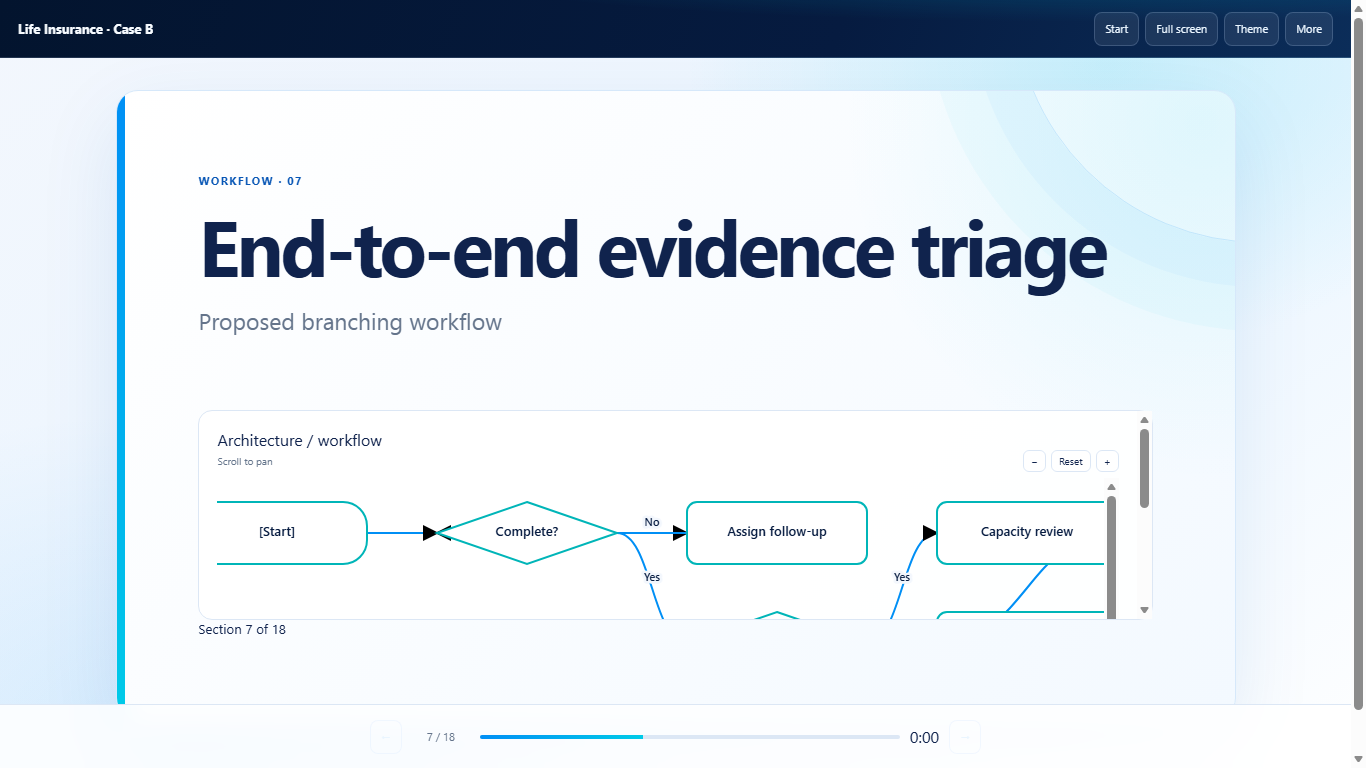 Life Insurance · Case B
Start
Full screen
Theme
More
WORKFLOW · 07
End-to-end evidence triage
Proposed branching workflow
Architecture / workflow
Scroll to pan
−
Reset
+
[Start]
Complete?
No
Assign follow-up
Capacity review
Yes
Yes
Section 7 of 18
←
7 / 18
0:00
→